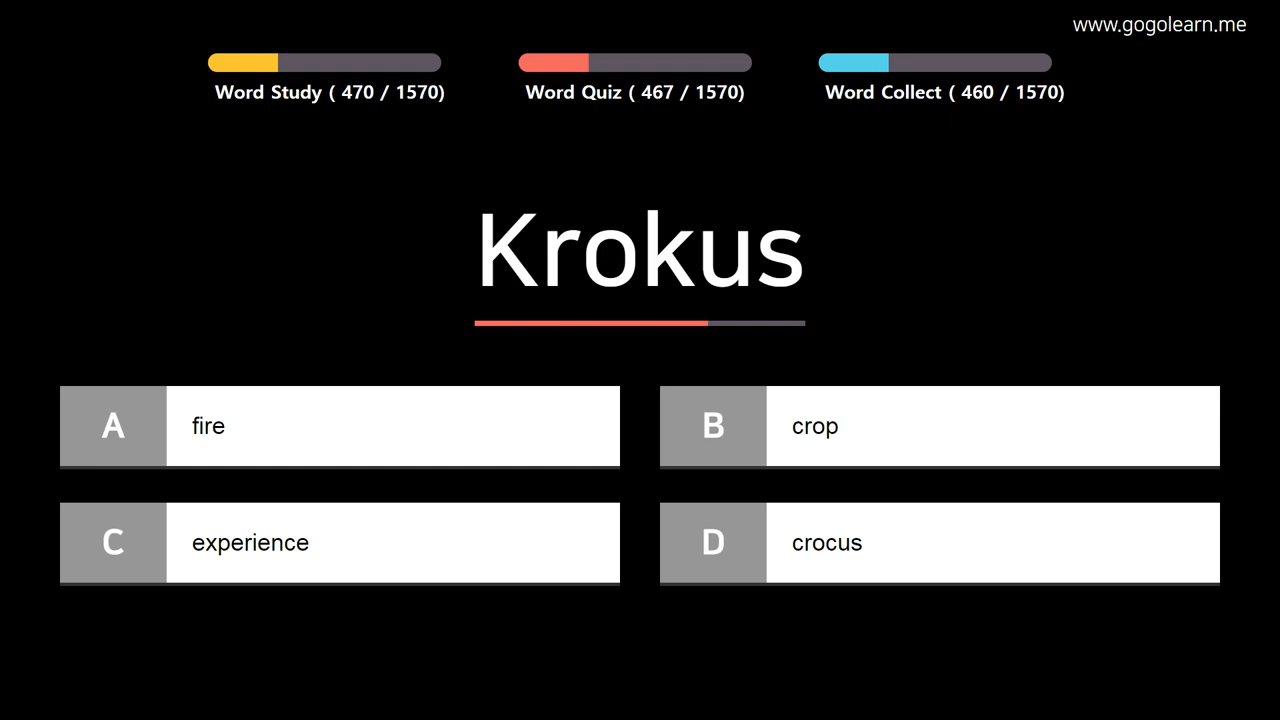 www.gogolearn.me
Word Study ( 470 / 1570)
Word Quiz ( 467 / 1570)
Word Collect ( 460 / 1570)
Krokus
A fire
B crop
C experience
D crocus